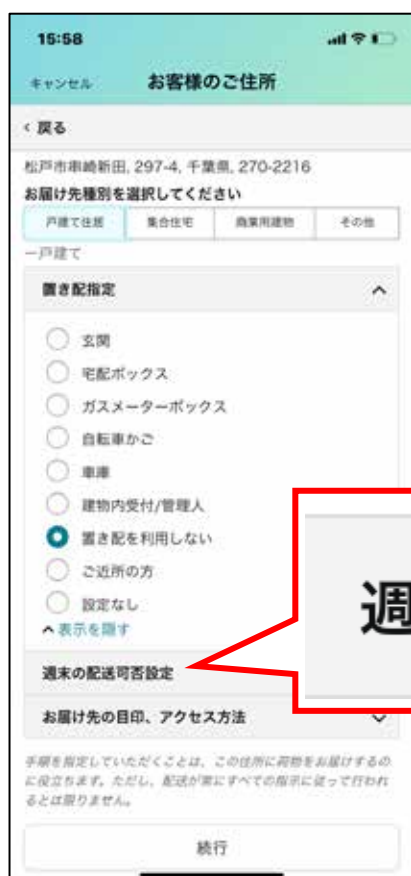 15:58
キャンセル
お客様のご住所
< 戻る
松戸市串崎新田, 297-4, 千葉県, 270-2216
お届け先種別を選択してください
戸建て住居
集合住宅
商業用建物
その他
一戸建て
置き配指定
玄関
宅配ボックス
ガスメーターボックス
自転車かご
車庫
建物内受付/管理人
置き配を利用しない
ご近所の方
設定なし
表示を隠す
週
週末の配送可否設定
お届け先の目印、アクセス方法
手順を指定していただくことは、この住所に荷物をお届けするの
に役立ちます。ただし、配送が常にすべての指示に従って行われ
るとは限りません。
続行